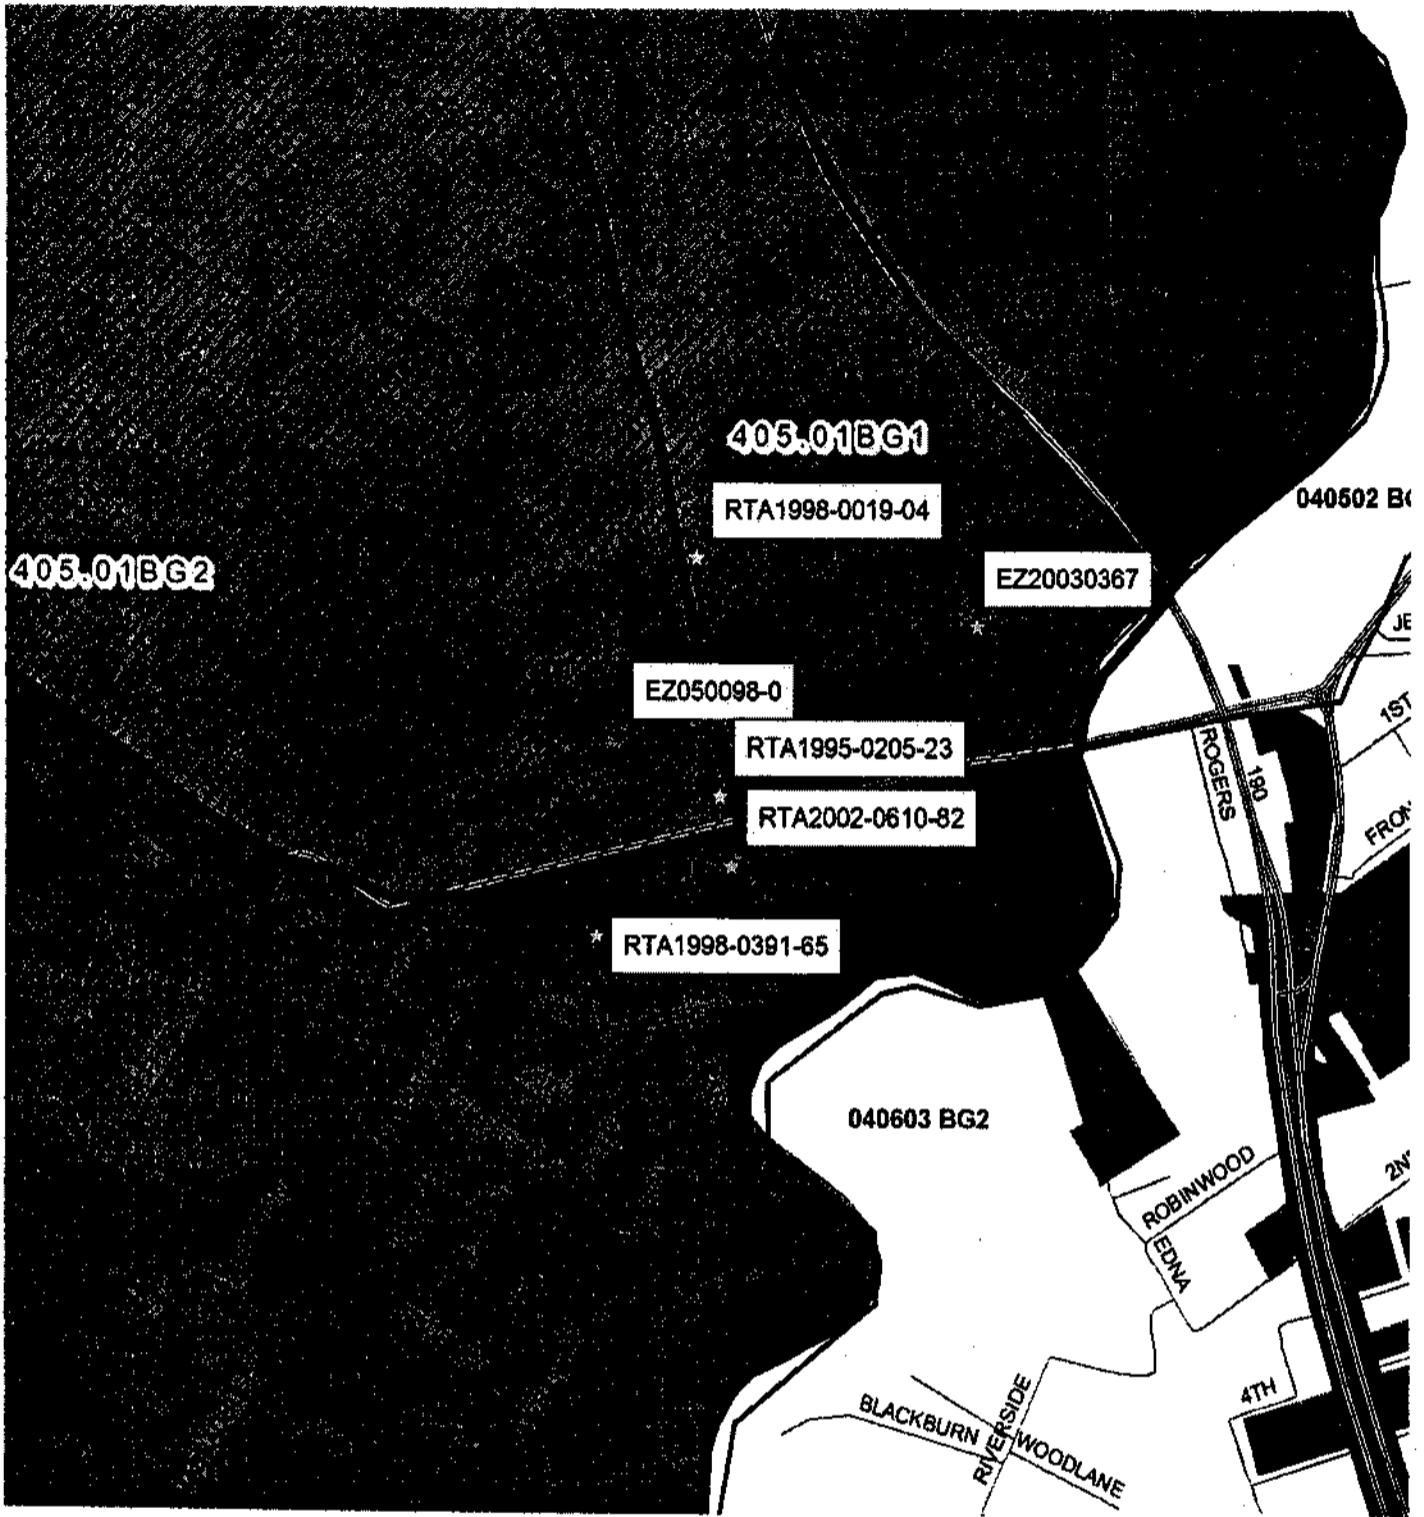 405.01BG1
RTA1998-0019-04
040502
405.01BG2
EZ20030367
EZ050098-0
RTA1995-0205-23
1ST
ROGERS
190
RTA2002-0610-82
RTA1998-0391-65
040603 BG2
ROBINWOOD
EDNA
4TH
BLACKBURN
RIVERSIDE
WOODLANE